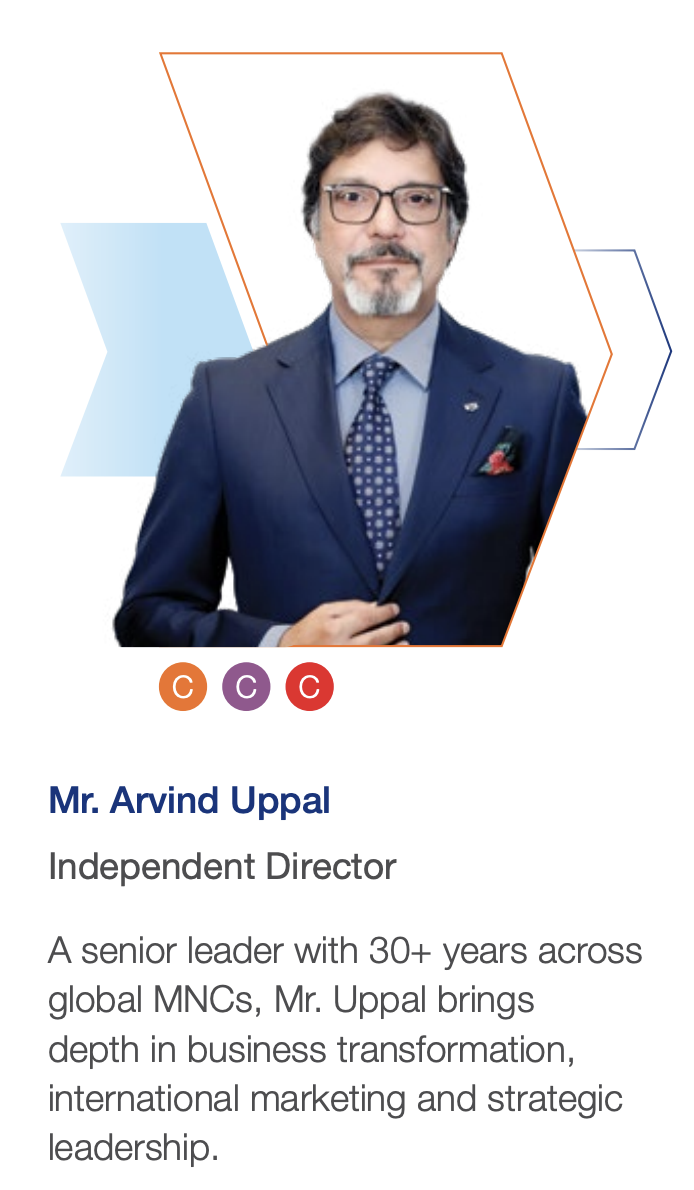 C C C
Mr. Arvind Uppal
Independent Director
A senior leader with 30+ years across
global MNCs, Mr. Uppal brings
depth in business transformation,
international marketing and strategic
leadership.